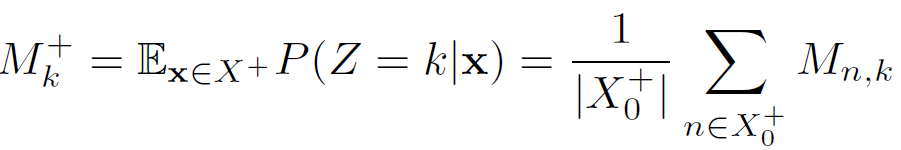 $M_k^+ = \mathbb{E}_{\mathbf{x} \in X^+} P(Z = k|\mathbf{x}) = \frac{1}{|X_0^+|} \sum_{n \in X_0^+} M_{n,k}$